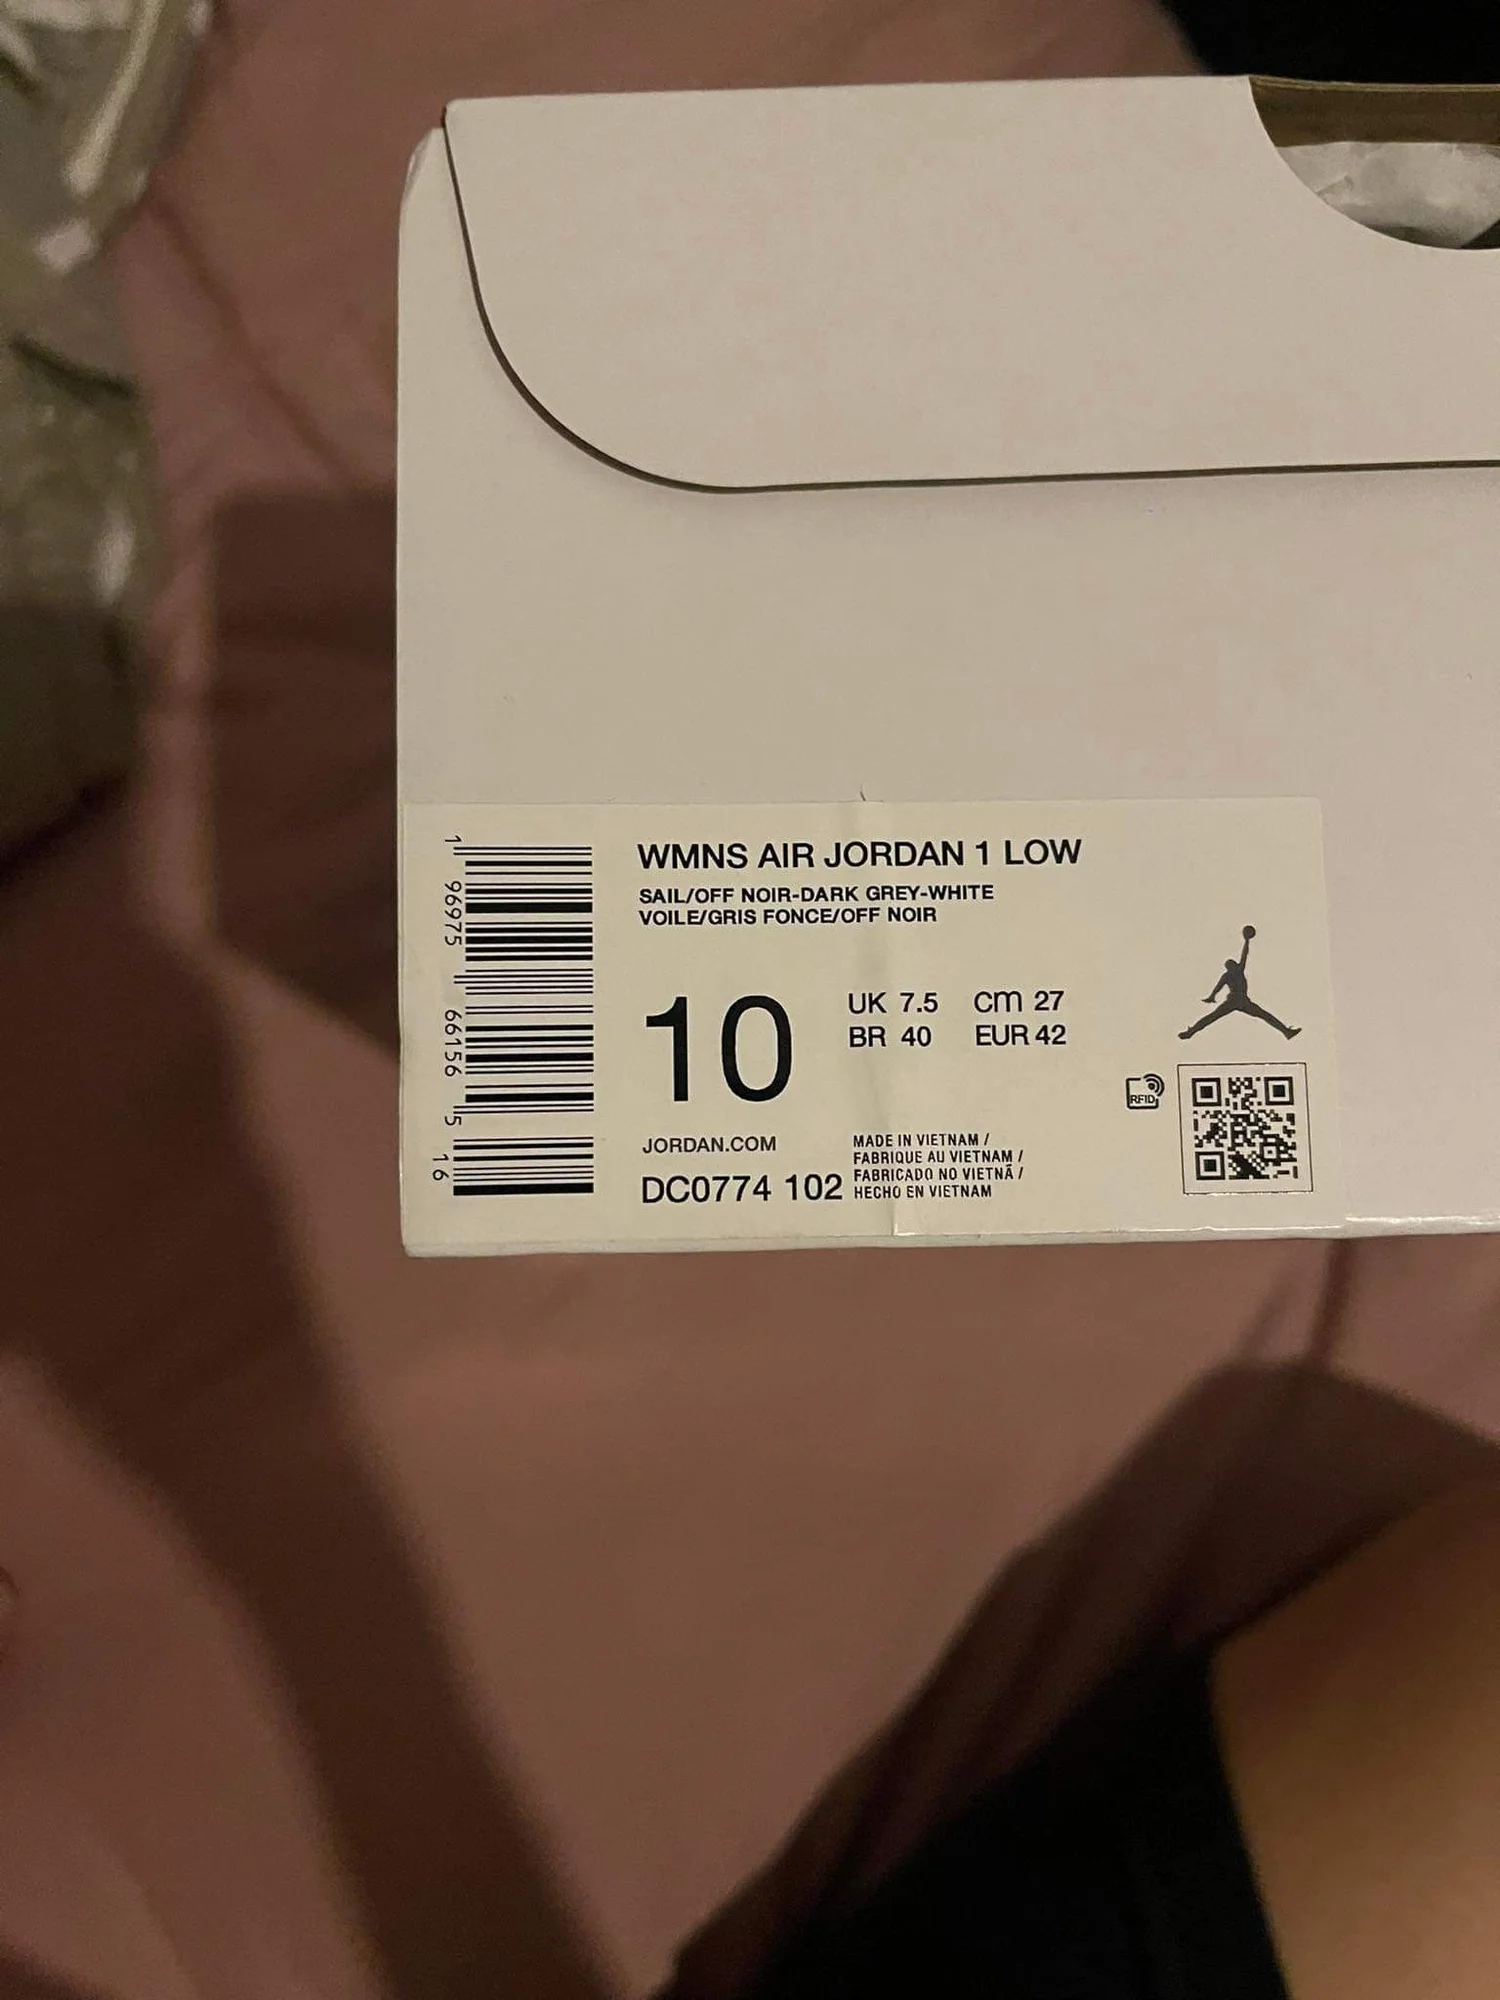 WMNS AIR JORDAN 1 LOW
SAIL/OFF NOIR-DARK GREY-WHITE
VOILE/GRIS FONCE/OFF NOIR
10
UK 7.5 CM 27
BR 40 EUR 42
RFID
JORDAN.COM
DC0774 102
MADE IN VIETNAM /
FABRIQUE AU VIETNAM /
FABRICADO NO VIETNÃ /
HECHO EN VIETNAM
1 96975 66156 5 16